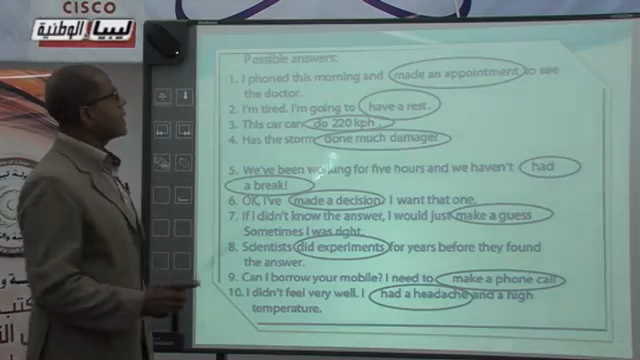 CISCO
ليبيا الوطنية
Possible answers:
1. I phoned this morning and made an appointment to see
the doctor.
2. I'm tired. I'm going to have a rest.
3. This car can do 220 kph.
4. Has the storm done much damage?
5. We've been working for five hours and we haven't had
a break!
6. OK, I've made a decision I want that one.
7. If I didn't know the answer, I would just make a guess
Sometimes I was right.
8. Scientists did experiments for years before they found
the answer.
9. Can I borrow your mobile? I need to make a phone call
10. I didn't feel very well. I had a headache and a high
temperature.